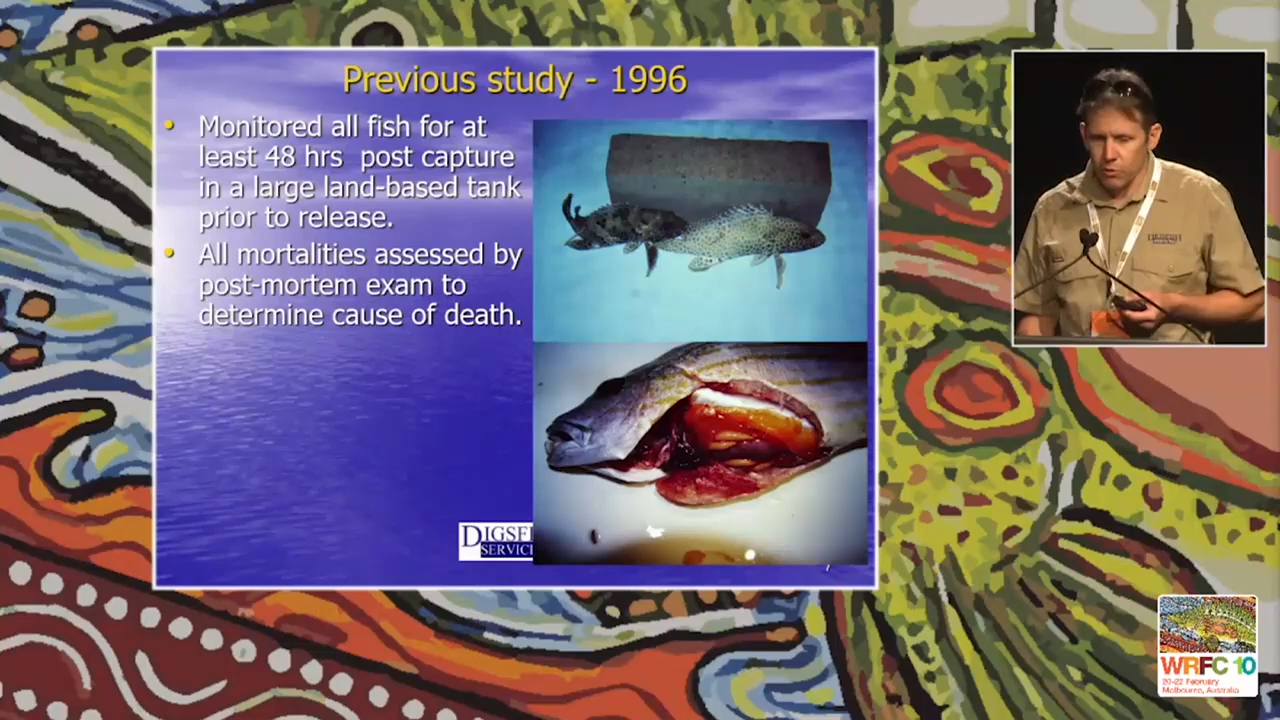 Previous study - 1996
• Monitored all fish for at
least 48 hrs post capture
in a large land-based tank
prior to release.
• All mortalities assessed by
post-mortem exam to
determine cause of death.
WRFC 10
20-22 February
Melbourne, Australia